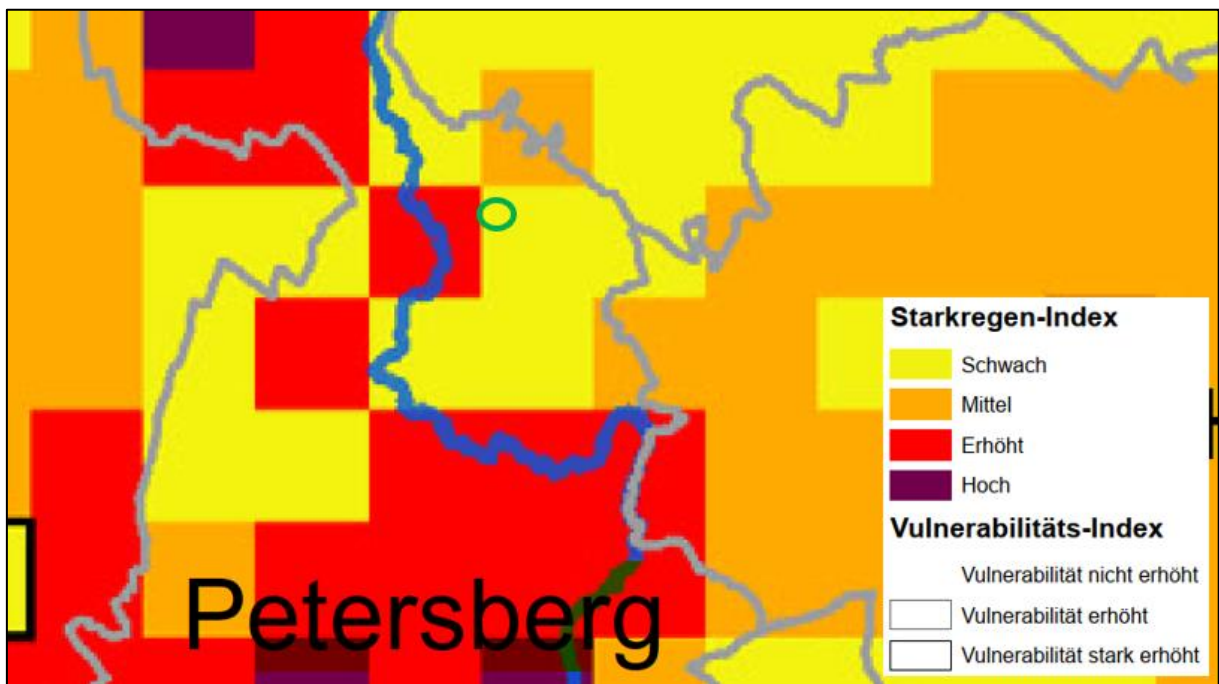 Starkregen-Index
Schwach
Mittel
Erhöht
Hoch
Vulnerabilitäts-Index
Vulnerabilität nicht erhöht
Vulnerabilität erhöht
Vulnerabilität stark erhöht
Petersberg